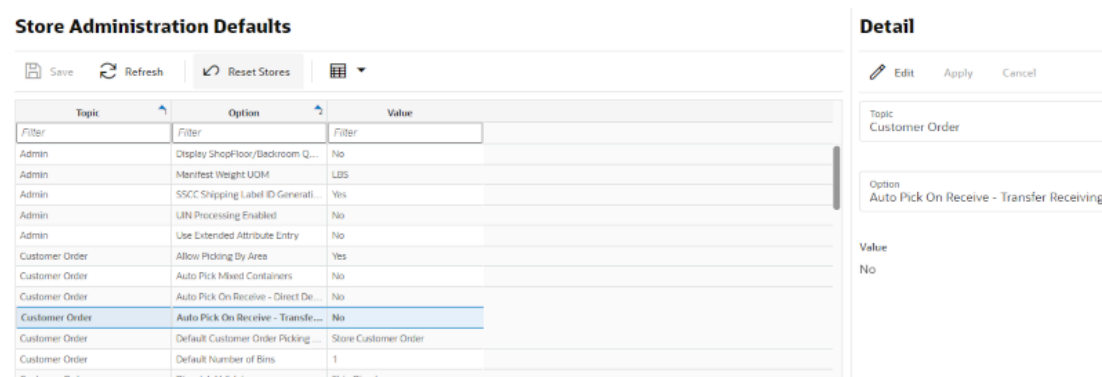 Store Administration Defaults
Save Refresh Reset Stores
Topic Option Value
Filter Filter Filter
Admin Display ShopFloor/Backroom Q... No
Admin Manifest Weight UOM LBS
Admin SSCC Shipping Label ID Generati... Yes
Admin UIN Processing Enabled No
Admin Use Extended Attribute Entry No
Customer Order Allow Picking By Area Yes
Customer Order Auto Pick Mixed Containers No
Customer Order Auto Pick On Receive - Direct De... No
Customer Order Auto Pick On Receive - Transfe... No
Customer Order Default Customer Order Picking ... Store Customer Order
Customer Order Default Number of Bins 1
Detail
Edit Apply Cancel
Topic
Customer Order
Option
Auto Pick On Receive - Transfer Receiving
Value
No